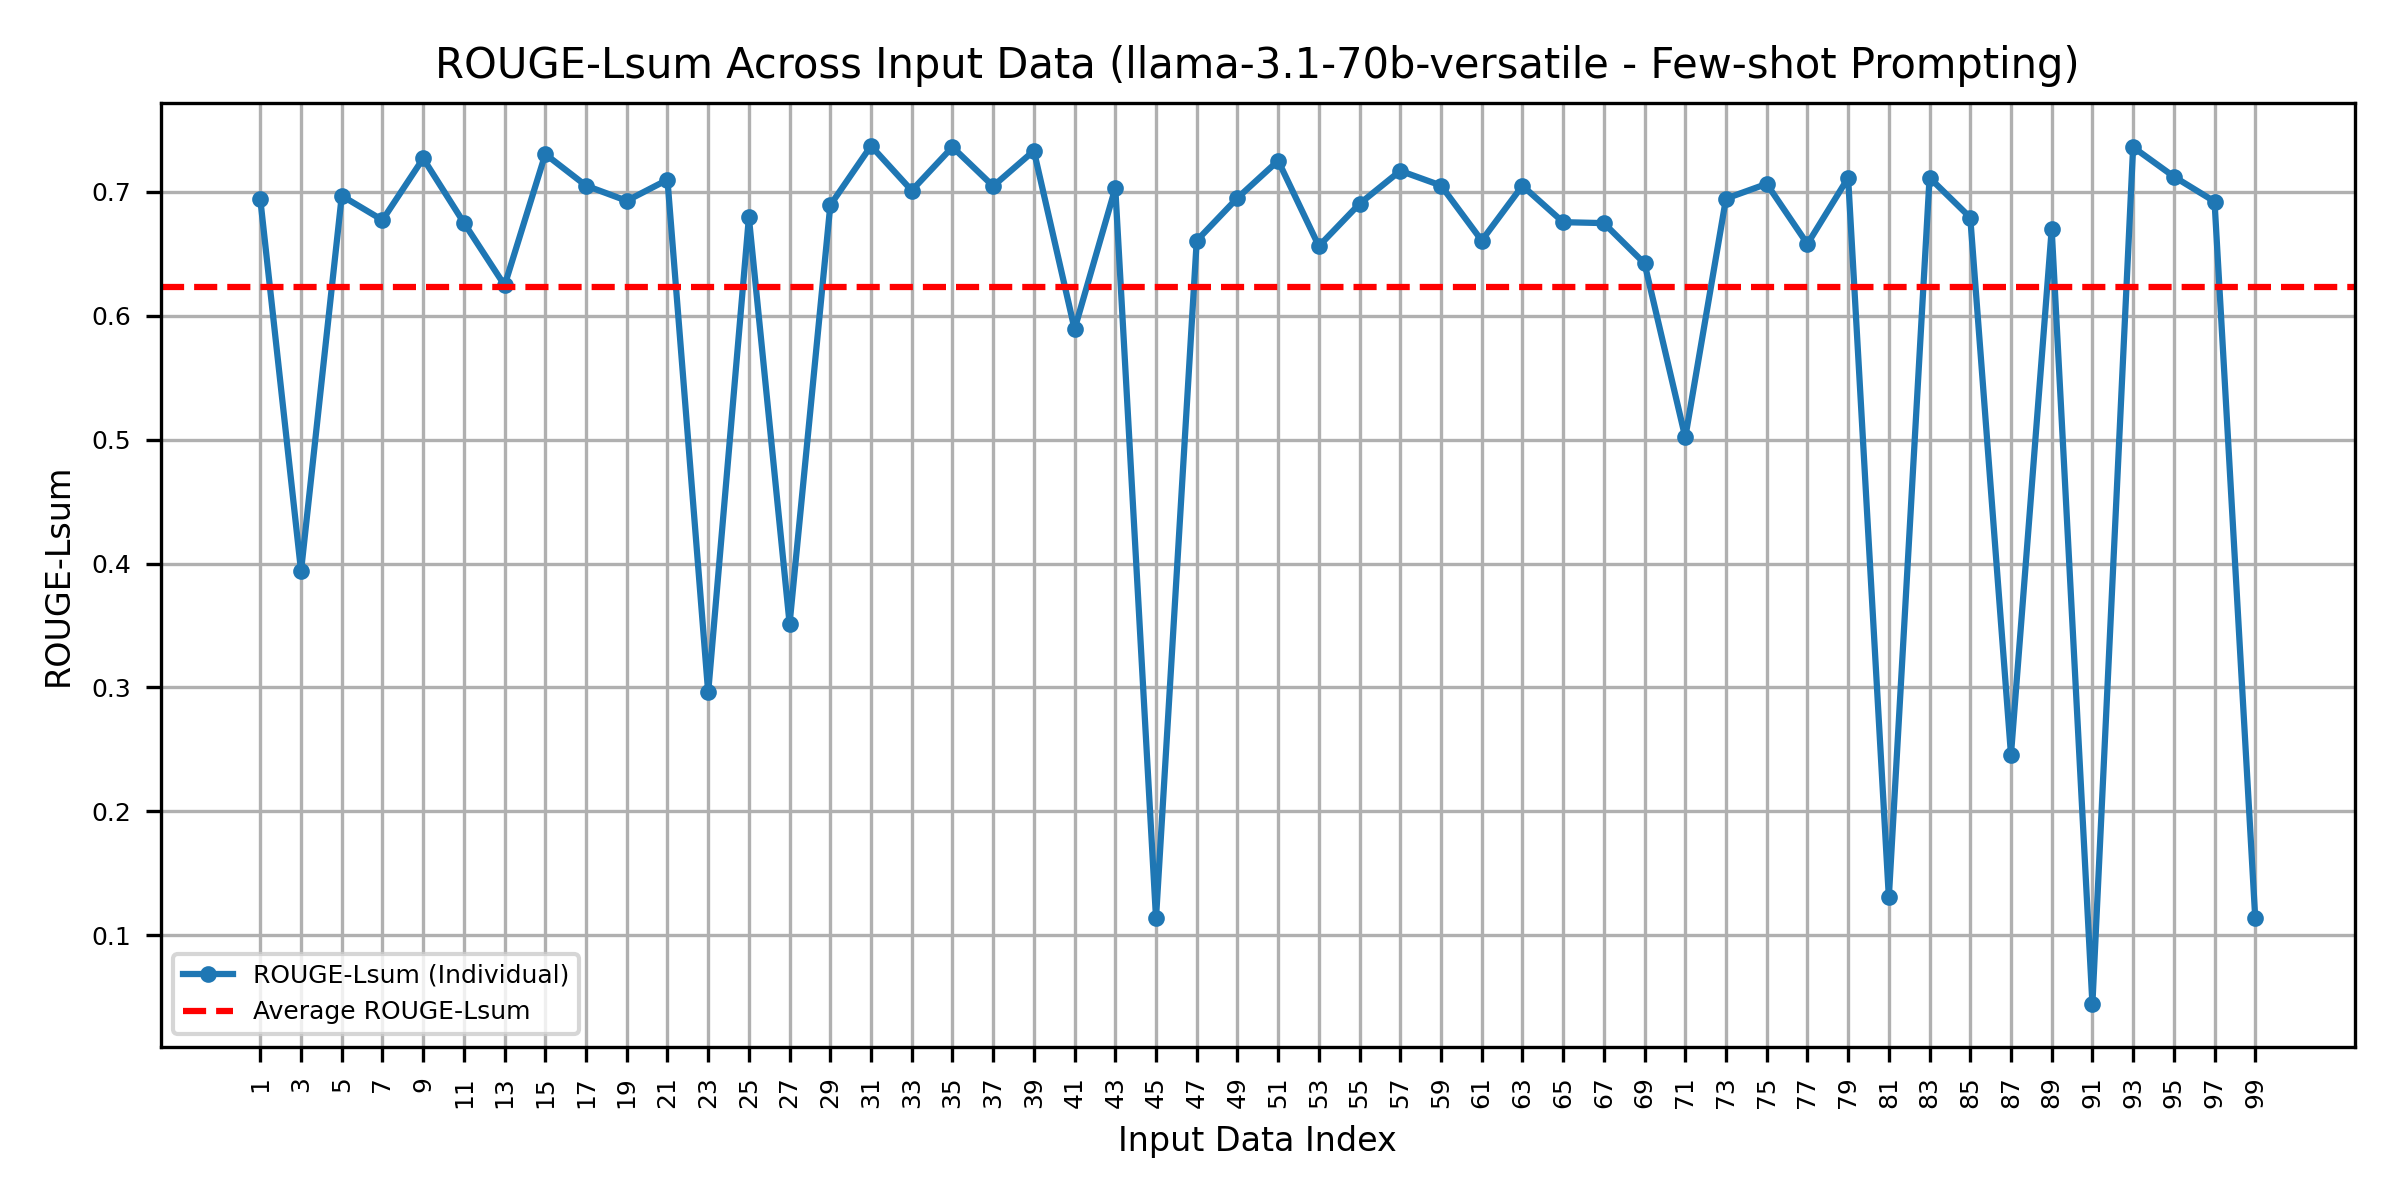 ROUGE-Lsum Across Input Data (llama-3.1-70b-versatile - Few-shot Prompting)
ROUGE-Lsum
0.7
0.6
0.5
0.4
0.3
0.2
0.1
ROUGE-Lsum (Individual)
Average ROUGE-Lsum
1 3 5 7 9 11 13 15 17 19 21 23 25 27 29 31 33 35 37 39 41 43 45 47 49 51 53 55 57 59 61 63 65 67 69 71 73 75 77 79 81 83 85 87 89 91 93 95 97 99
Input Data Index